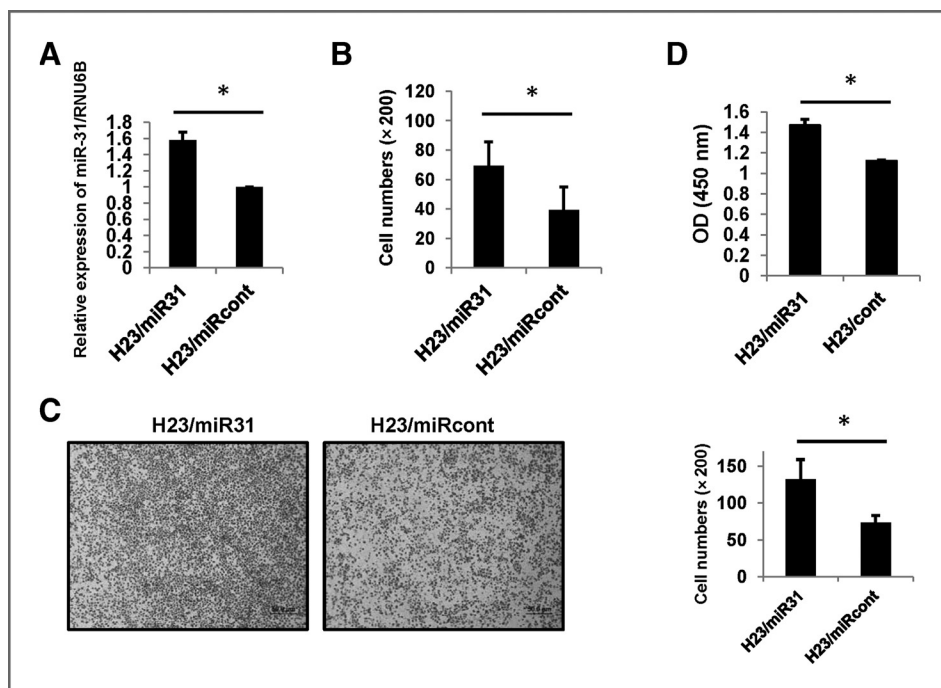 A
Relative expression of miR-31/RNU6B
*
1.8
1.6
1.4
1.2
1
0.8
0.6
0.4
0.2
0
H23/miR31
H23/miRcont
B
Cell numbers (× 200)
*
120
100
80
60
40
20
0
H23/miR31
H23/miRcont
D
OD (450 nm)
*
1.6
1.4
1.2
1
0.8
0.6
0.4
0.2
0
H23/miR31
H23/cont
C
H23/miR31
H23/miRcont
Cell numbers (× 200)
*
150
100
50
0
H23/miR31
H23/miRcont